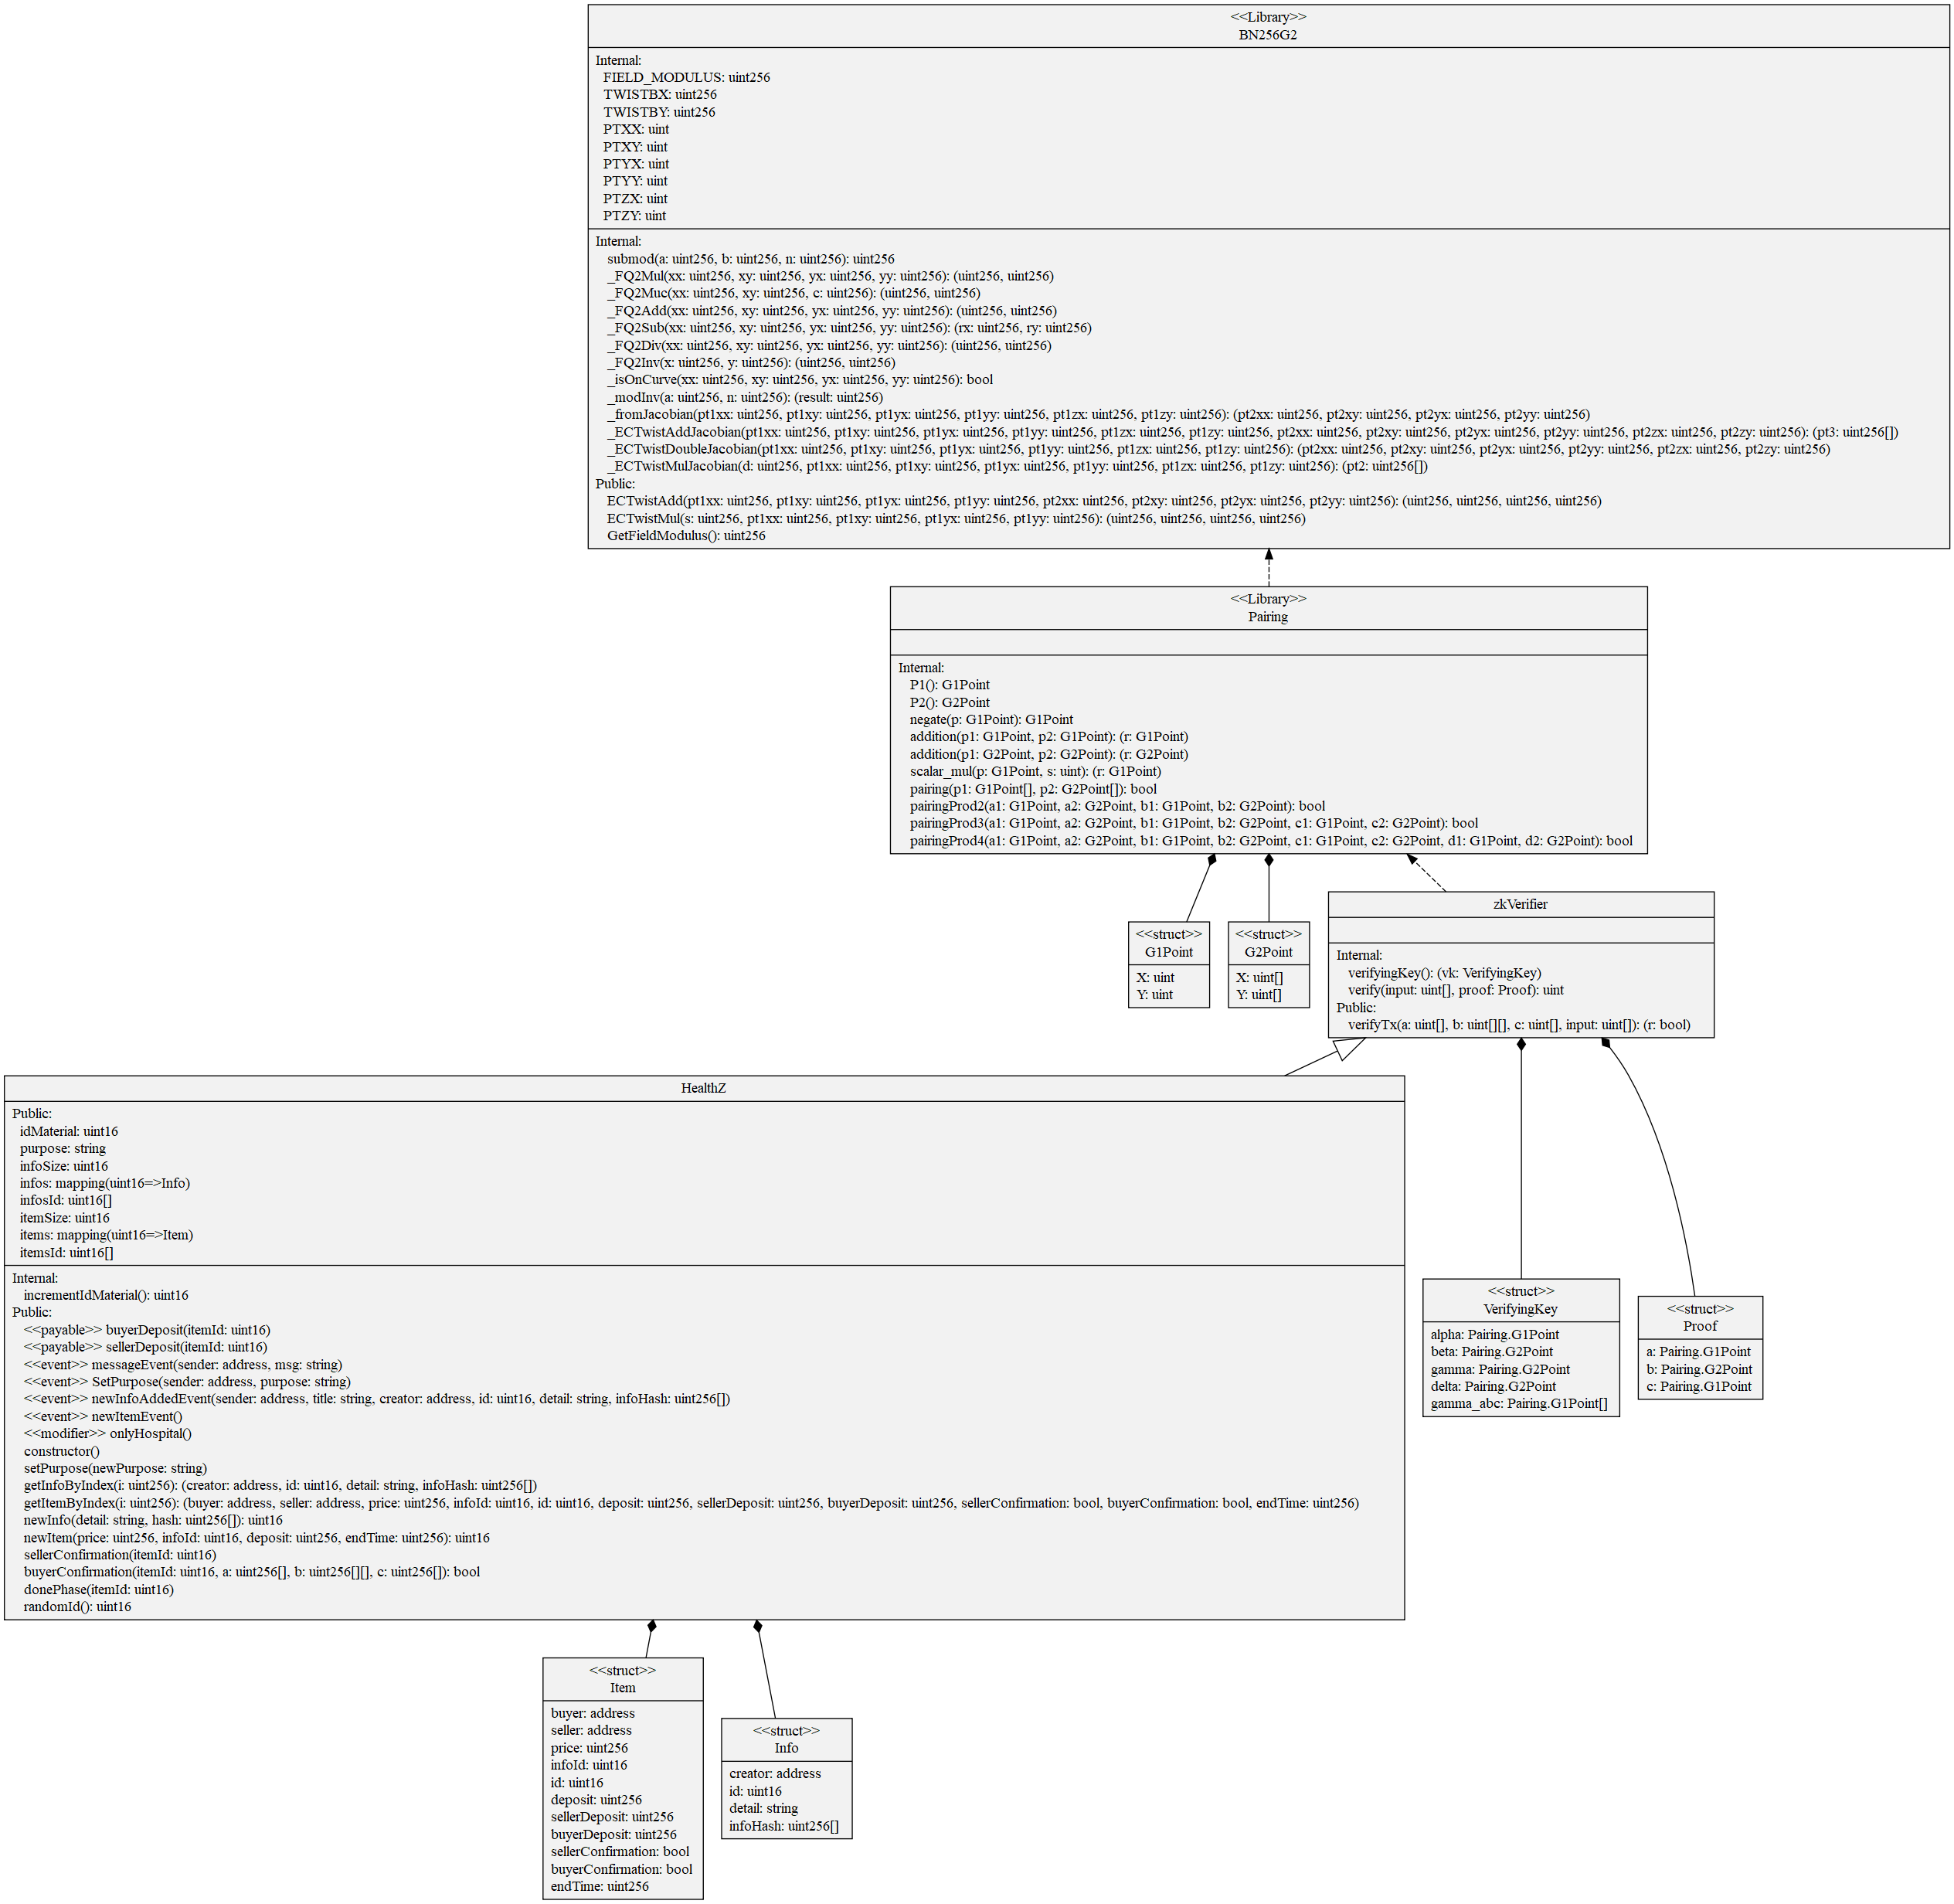 <<Library>>
BN256G2
Internal:
FIELD_MODULUS: uint256
TWISTBX: uint256
TWISTBY: uint256
PTXX: uint
PTXY: uint
PTYX: uint
PTYY: uint
PTZX: uint
PTZY: uint
Internal:
submod(a: uint256, b: uint256, n: uint256): uint256
_FQ2Mul(xx: uint256, xy: uint256, yx: uint256, yy: uint256): (uint256, uint256)
_FQ2Muc(xx: uint256, xy: uint256, c: uint256): (uint256, uint256)
_FQ2Add(xx: uint256, xy: uint256, yx: uint256, yy: uint256): (uint256, uint256)
_FQ2Sub(xx: uint256, xy: uint256, yx: uint256, yy: uint256): (rx: uint256, ry: uint256)
_FQ2Div(xx: uint256, xy: uint256, yx: uint256, yy: uint256): (uint256, uint256)
_FQ2Inv(x: uint256, y: uint256): (uint256, uint256)
_isOnCurve(xx: uint256, xy: uint256, yx: uint256, yy: uint256): bool
_modInv(a: uint256, n: uint256): (result: uint256)
_fromJacobian(pt1xx: uint256, pt1xy: uint256, pt1yx: uint256, pt1yy: uint256, pt1zx: uint256, pt1zy: uint256): (pt2xx: uint256, pt2xy: uint256, pt2yx: uint256, pt2yy: uint256)
_ECTwistAddJacobian(pt1xx: uint256, pt1xy: uint256, pt1yx: uint256, pt1yy: uint256, pt1zx: uint256, pt1zy: uint256, pt2xx: uint256, pt2xy: uint256, pt2yx: uint256, pt2yy: uint256, pt2zx: uint256, pt2zy: uint256): (pt3: uint256[])
_ECTwistDoubleJacobian(pt1xx: uint256, pt1xy: uint256, pt1yx: uint256, pt1yy: uint256, pt1zx: uint256, pt1zy: uint256): (pt2xx: uint256, pt2xy: uint256, pt2yx: uint256, pt2yy: uint256, pt2zx: uint256, pt2zy: uint256)
_ECTwistMulJacobian(d: uint256, pt1xx: uint256, pt1xy: uint256, pt1yx: uint256, pt1yy: uint256, pt1zx: uint256, pt1zy: uint256): (pt2: uint256[])
Public:
ECTwistAdd(pt1xx: uint256, pt1xy: uint256, pt1yx: uint256, pt1yy: uint256, pt2xx: uint256, pt2xy: uint256, pt2yx: uint256, pt2yy: uint256): (uint256, uint256, uint256, uint256)
ECTwistMul(s: uint256, pt1xx: uint256, pt1xy: uint256, pt1yx: uint256, pt1yy: uint256): (uint256, uint256, uint256, uint256)
GetFieldModulus(): uint256
<<Library>>
Pairing
Internal:
P1(): G1Point
P2(): G2Point
negate(p: G1Point): G1Point
addition(p1: G1Point, p2: G1Point): (r: G1Point)
addition(p1: G2Point, p2: G2Point): (r: G2Point)
scalar_mul(p: G1Point, s: uint): (r: G1Point)
pairing(p1: G1Point[], p2: G2Point[]): bool
pairingProd2(a1: G1Point, a2: G2Point, b1: G1Point, b2: G2Point): bool
pairingProd3(a1: G1Point, a2: G2Point, b1: G1Point, b2: G2Point, c1: G1Point, c2: G2Point): bool
pairingProd4(a1: G1Point, a2: G2Point, b1: G1Point, b2: G2Point, c1: G1Point, c2: G2Point, d1: G1Point, d2: G2Point): bool
<<struct>>
G1Point
X: uint
Y: uint
<<struct>>
G2Point
X: uint[]
Y: uint[]
zkVerifier
Internal:
verifyingKey(): (vk: VerifyingKey)
verify(input: uint[], proof: Proof): uint
Public:
verifyTx(a: uint[], b: uint[][], c: uint[], input: uint[]): (r: bool)
HealthZ
Public:
idMaterial: uint16
purpose: string
infoSize: uint16
infos: mapping(uint16=>Info)
infosId: uint16[]
itemSize: uint16
items: mapping(uint16=>Item)
itemsId: uint16[]
Internal:
incrementIdMaterial(): uint16
Public:
<<payable>> buyerDeposit(itemId: uint16)
<<payable>> sellerDeposit(itemId: uint16)
<<event>> messageEvent(sender: address, msg: string)
<<event>> SetPurpose(sender: address, purpose: string)
<<event>> newInfoAddedEvent(sender: address, title: string, creator: address, id: uint16, detail: string, infoHash: uint256[])
<<event>> newItemEvent()
<<modifier>> onlyHospital()
constructor()
setPurpose(newPurpose: string)
getInfoByIndex(i: uint256): (creator: address, id: uint16, detail: string, infoHash: uint256[])
getItemByIndex(i: uint256): (buyer: address, seller: address, price: uint256, infoId: uint16, id: uint16, deposit: uint256, sellerDeposit: uint256, buyerDeposit: uint256, sellerConfirmation: bool, buyerConfirmation: bool, endTime: uint256)
newInfo(detail: string, hash: uint256[]): uint16
newItem(price: uint256, infoId: uint16, deposit: uint256, endTime: uint256): uint16
sellerConfirmation(itemId: uint16)
buyerConfirmation(itemId: uint16, a: uint256[], b: uint256[][], c: uint256[]): bool
donePhase(itemId: uint16)
randomId(): uint16
<<struct>>
VerifyingKey
alpha: Pairing.G1Point
beta: Pairing.G2Point
gamma: Pairing.G2Point
delta: Pairing.G2Point
gamma_abc: Pairing.G1Point[]
<<struct>>
Proof
a: Pairing.G1Point
b: Pairing.G2Point
c: Pairing.G1Point
<<struct>>
Item
buyer: address
seller: address
price: uint256
infoId: uint16
id: uint16
deposit: uint256
sellerDeposit: uint256
buyerDeposit: uint256
sellerConfirmation: bool
buyerConfirmation: bool
endTime: uint256
<<struct>>
Info
creator: address
id: uint16
detail: string
infoHash: uint256[]